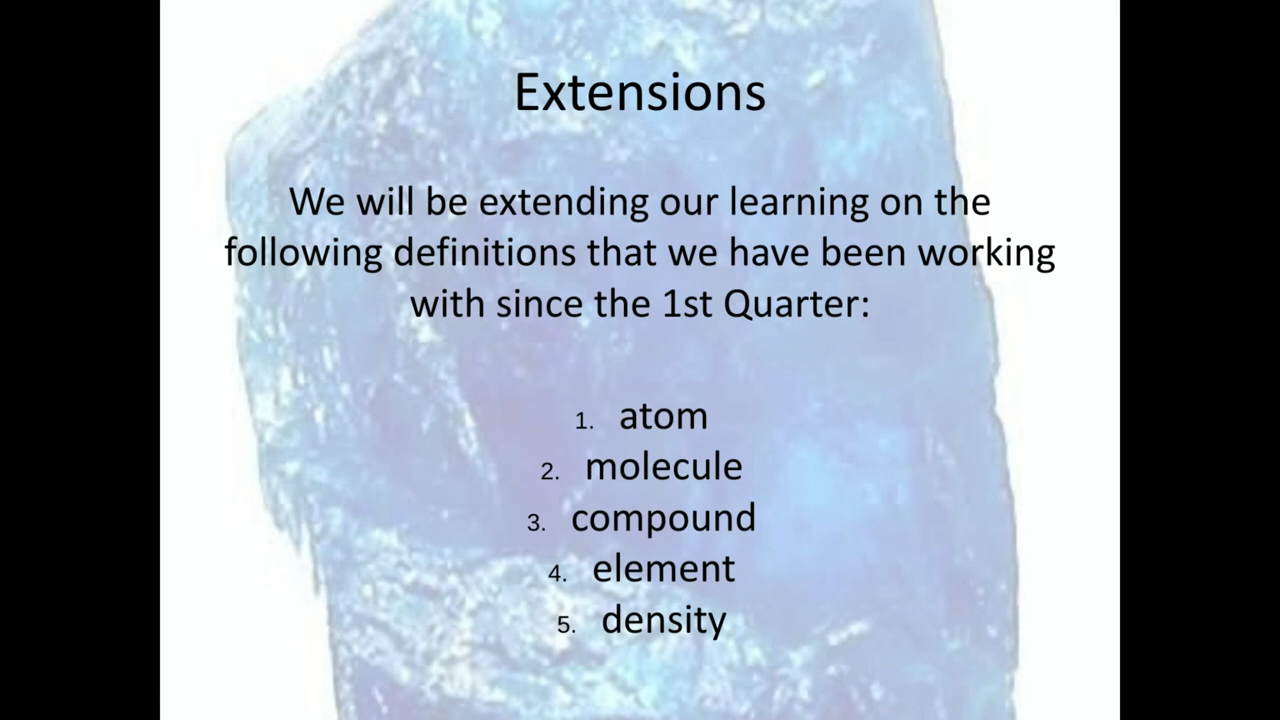 Extensions
We will be extending our learning on the
following definitions that we have been working
with since the 1st Quarter:
1. atom
2. molecule
3. compound
4. element
5. density